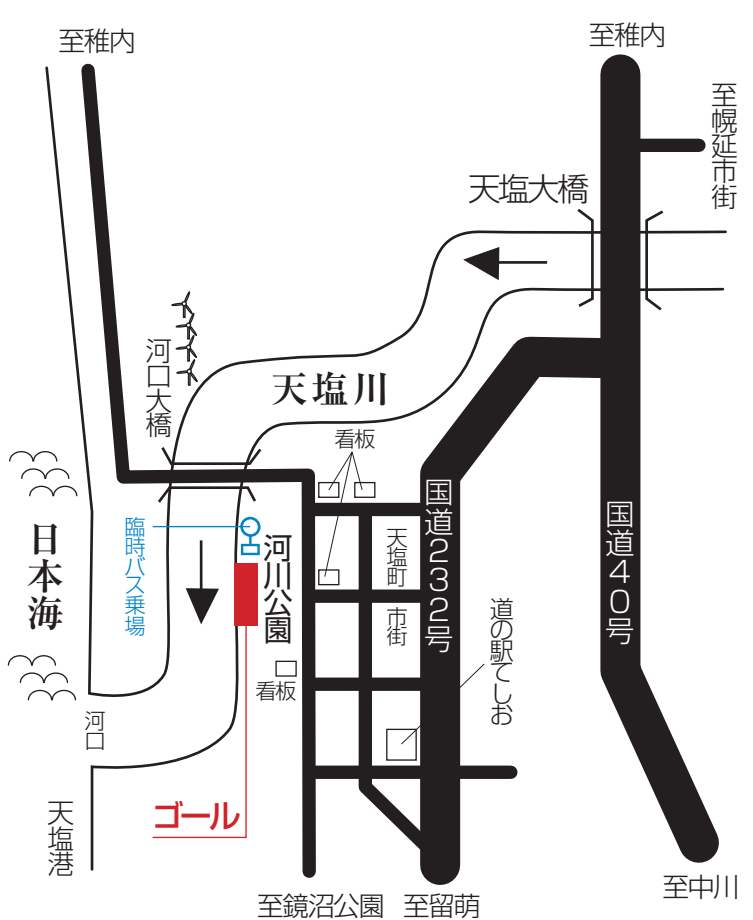 至稚内
至稚内
至幌延市街
天塩大橋
河口大橋
天塩川
看板
国道232号
国道40号
日本海
臨時バス乗場
河川公園
天塩町
市街
道の駅てしお
看板
河口
ゴール
天塩港
至鏡沼公園
至留萌
至中川